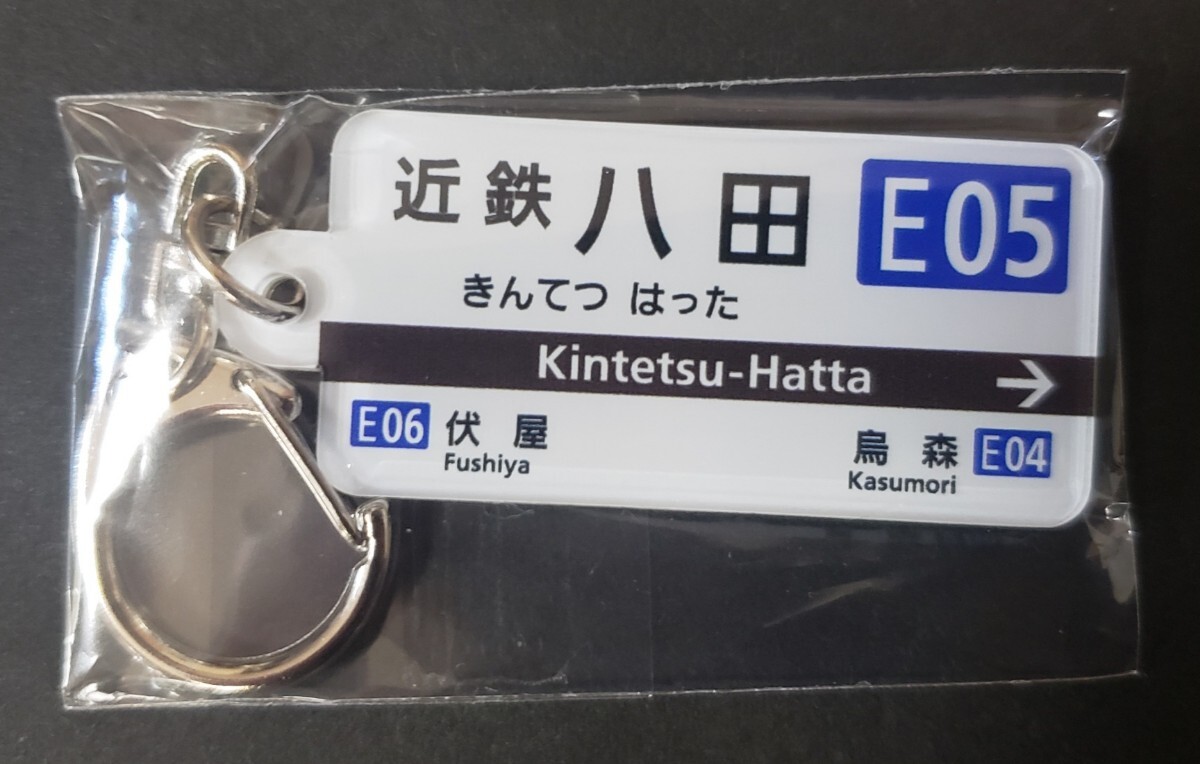 近鉄八田 E05
きんてつ はった
Kintetsu-Hatta →
E06 伏屋 烏森 E04
Fushiya Kasumori